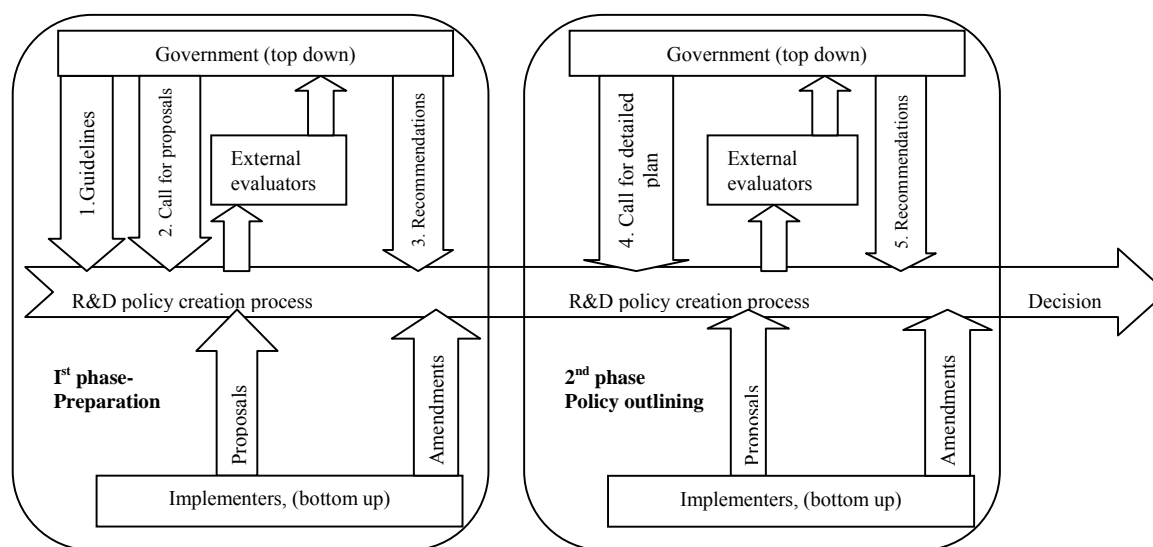 Government (top down)
1.Guidelines
2. Call for proposals
External
evaluators
3. Recommendations
R&D policy creation process
Ist phase-
Preparation
Proposals
Amendments
Implementers, (bottom up)
Government (top down)
4. Call for detailed
plan
External
evaluators
5. Recommendations
R&D policy creation process
Decision
2nd phase
Policy outlining
Proposals
Amendments
Implementers, (bottom up)